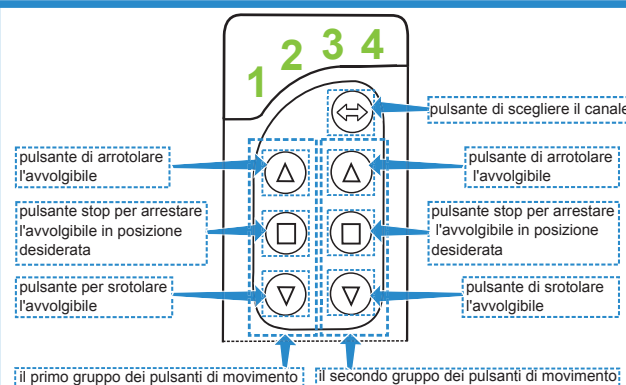 1 2 3 4
pulsante di scegliere il canale
pulsante di arrotolare
l'avvolgibile
pulsante di arrotolare
l'avvolgibile
pulsante stop per arrestare
l'avvolgibile in posizione
desiderata
pulsante stop per arrestare
l'avvolgibile in posizione
desiderata
pulsante per srotolare
l'avvolgibile
pulsante di srotolare
l'avvolgibile
il primo gruppo dei pulsanti di movimento
il secondo gruppo dei pulsanti di movimento